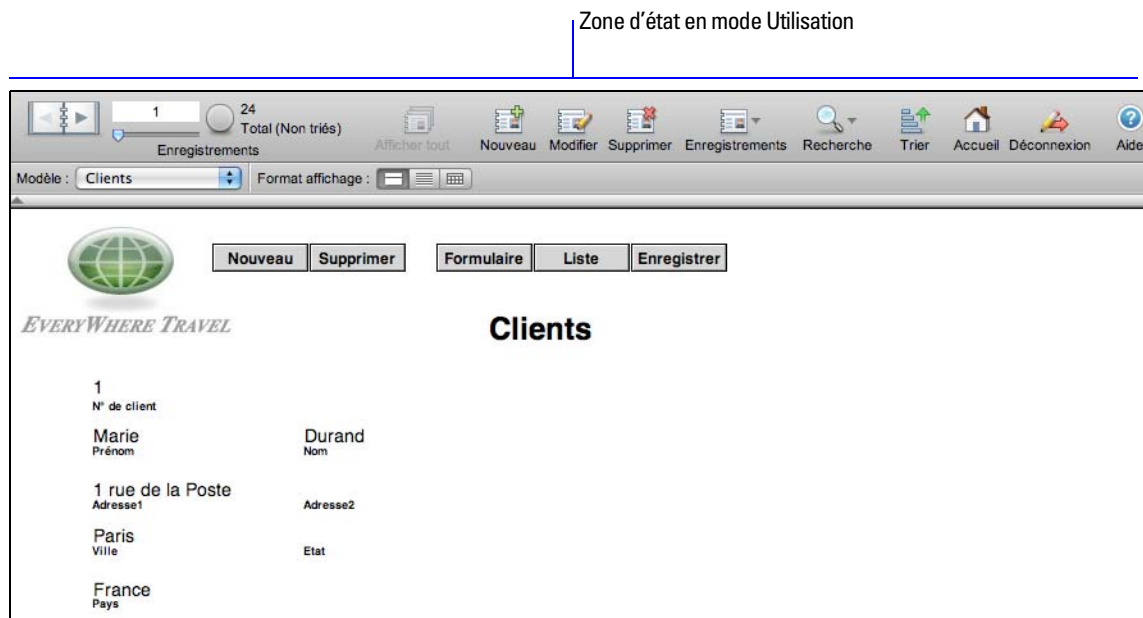 Zone d’état en mode Utilisation
1
24
Total (Non triés)
Enregistrements
Afficher tout
Nouveau
Modifier
Supprimer
Enregistrements
Recherche
Trier
Accueil
Déconnexion
Aide
Modèle : Clients
Format affichage :
Nouveau
Supprimer
Formulaire
Liste
Enregistrer
EVERYWHERE TRAVEL
Clients
1
N° de client
Marie Durand
Prénom Nom
1 rue de la Poste
Adresse1 Adresse2
Paris
Ville Etat
France
Pays